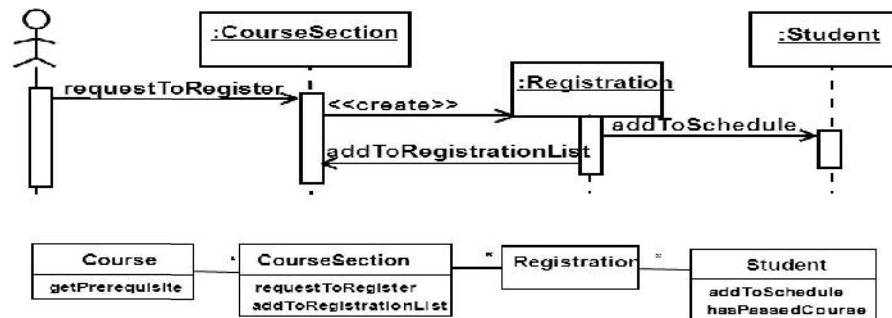 :CourseSection
:Student
:Registration
requestToRegister
<<create>>
addToSchedule
addToRegistrationList
Course
getPrerequisite
*
CourseSection
requestToRegister
addToRegistrationList
*
Registration
*
Student
addToSchedule
hasPassedCourse